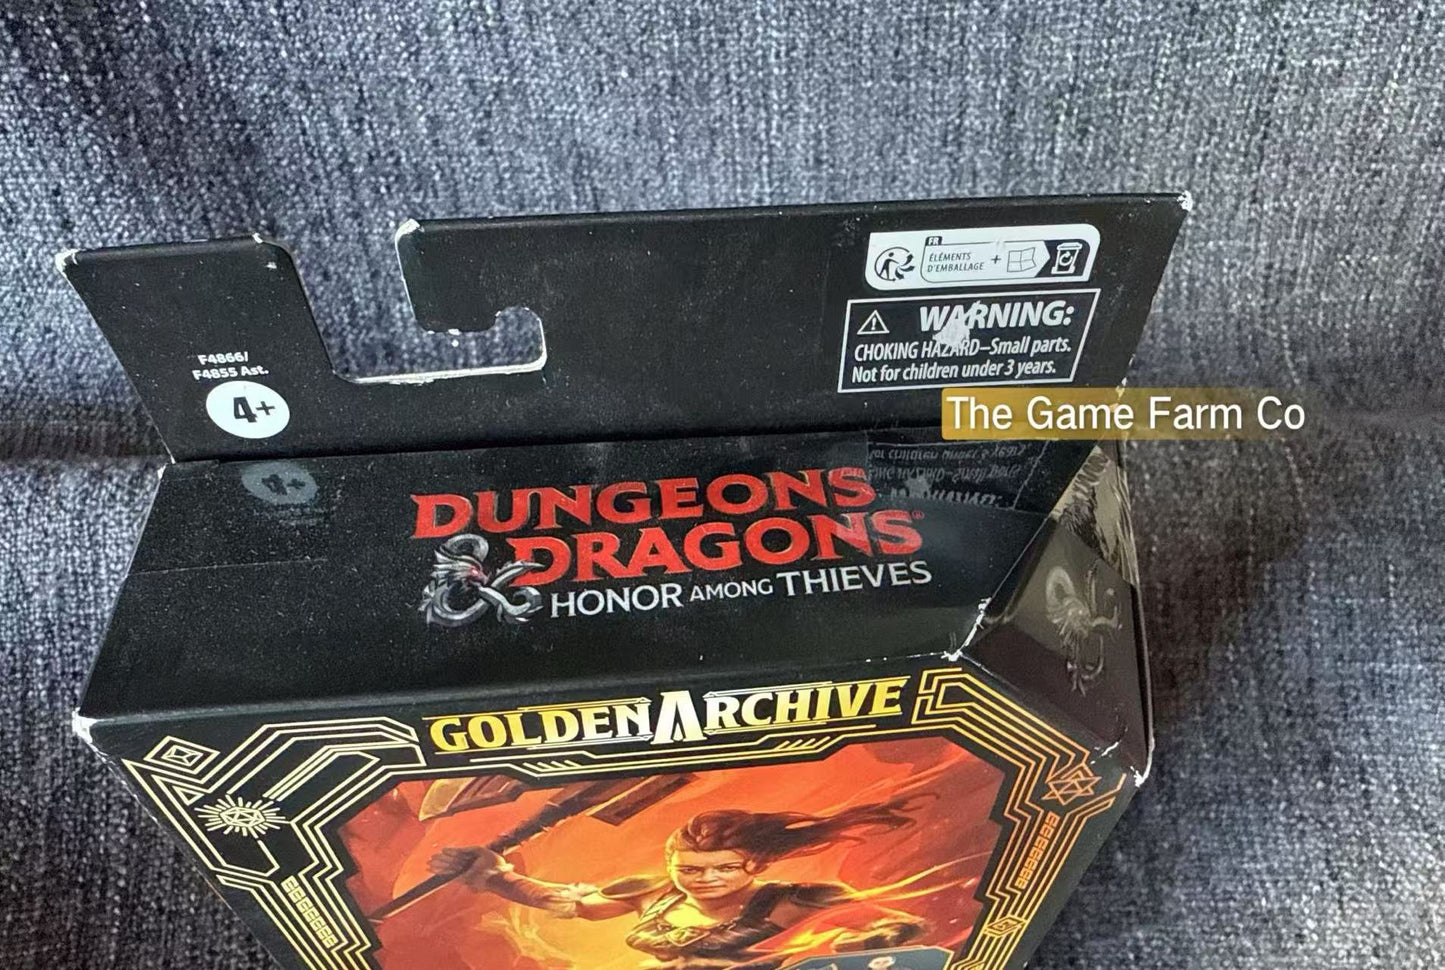 FR
ÉLÉMENTS
D'EMBALLAGE
+
WARNING:
CHOKING HAZARD–Small parts.
Not for children under 3 years.
F4866/
F4855 Ast.
4+
The Game Farm Co
DUNGEONS
& DRAGONS®
HONOR AMONG THIEVES
GOLDEN ARCHIVE